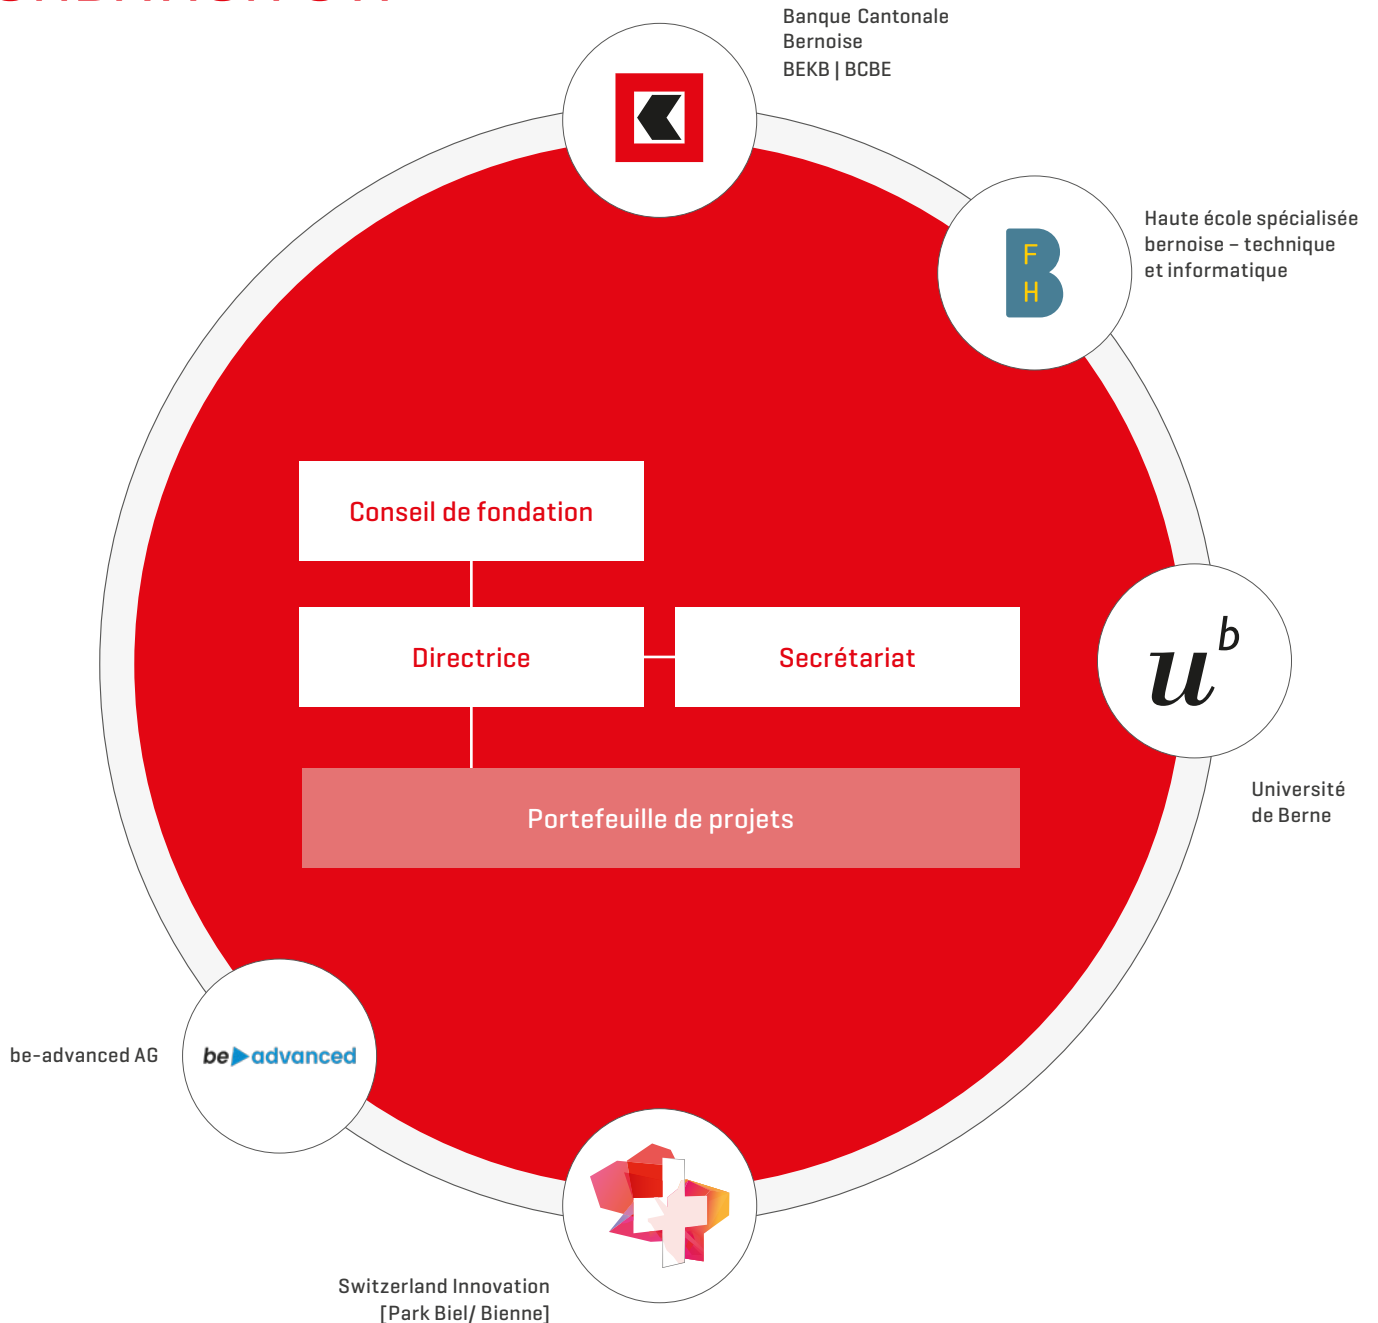 Banque Cantonale
Bernoise
BEKB | BCBE
Haute école spécialisée
bernoise – technique
et informatique
F
H
Conseil de fondation
Directrice
Secrétariat
u b
Université
de Berne
Portefeuille de projets
be-advanced AG
be advanced
Switzerland Innovation
[Park Biel/ Bienne]